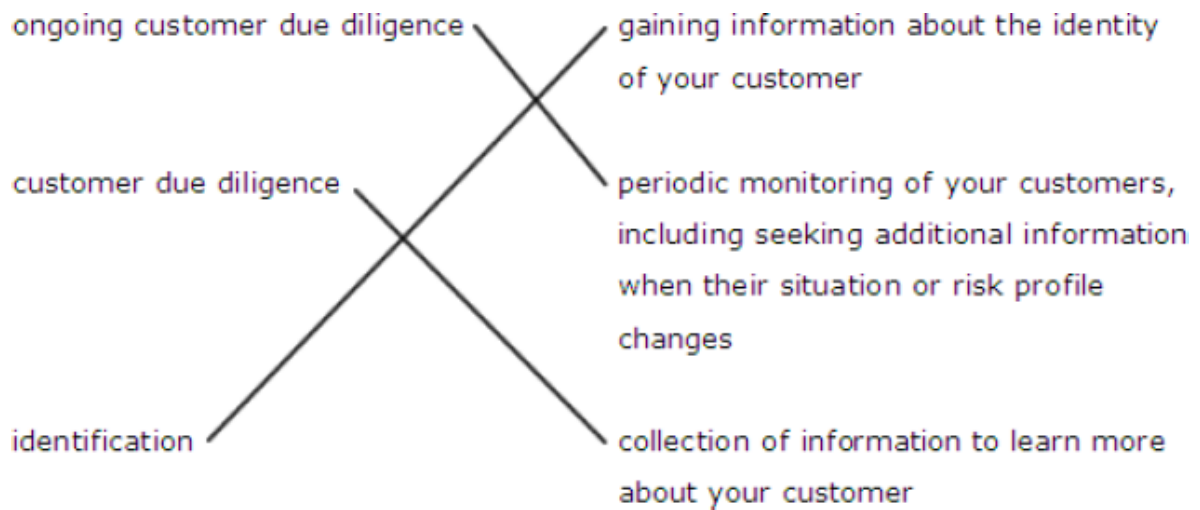 ongoing customer due diligence
gaining information about the identity
of your customer
customer due diligence
periodic monitoring of your customers,
including seeking additional information
when their situation or risk profile
changes
identification
collection of information to learn more
about your customer